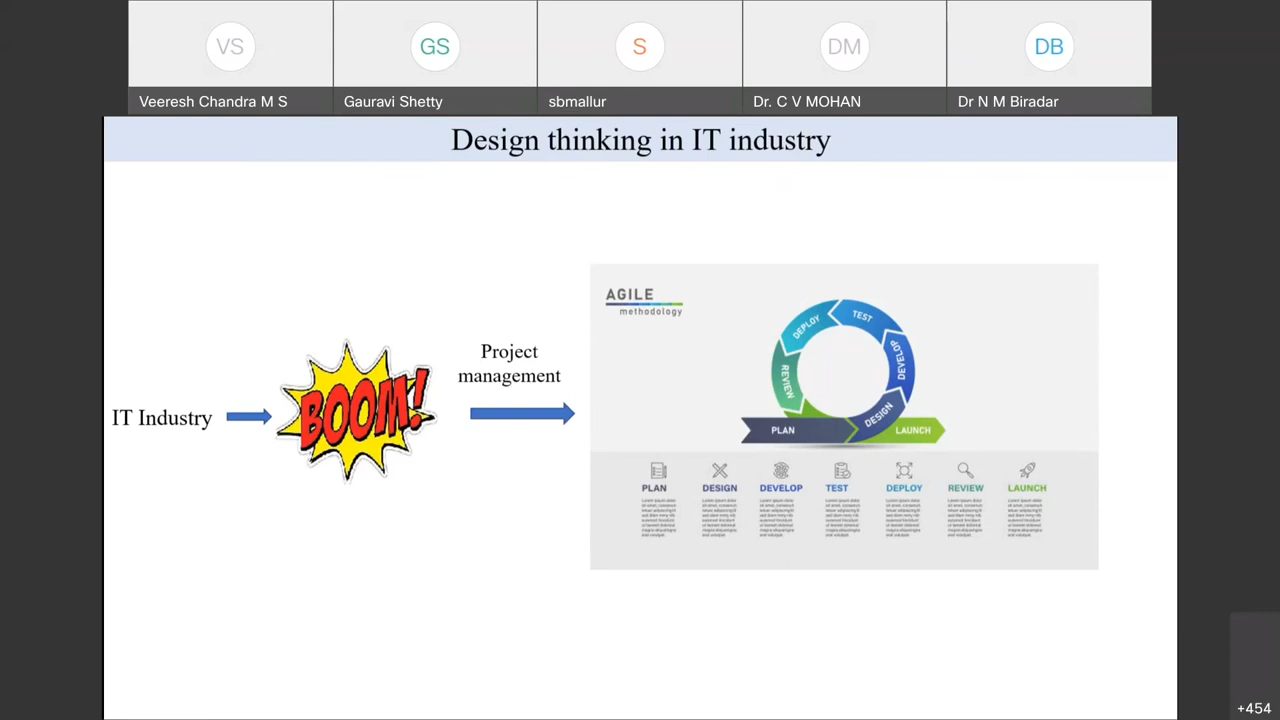 VS
GS
S
DM
DB
Veeresh Chandra M S
Gauravi Shetty
sbmallur
Dr. C V MOHAN
Dr N M Biradar
Design thinking in IT industry
IT Industry
BOOM!
Project
management
AGILE
methodology
DEPLOY
TEST
DEVELOP
REVIEW
DESIGN
PLAN
LAUNCH
PLAN
DESIGN
DEVELOP
TEST
DEPLOY
REVIEW
LAUNCH
+454